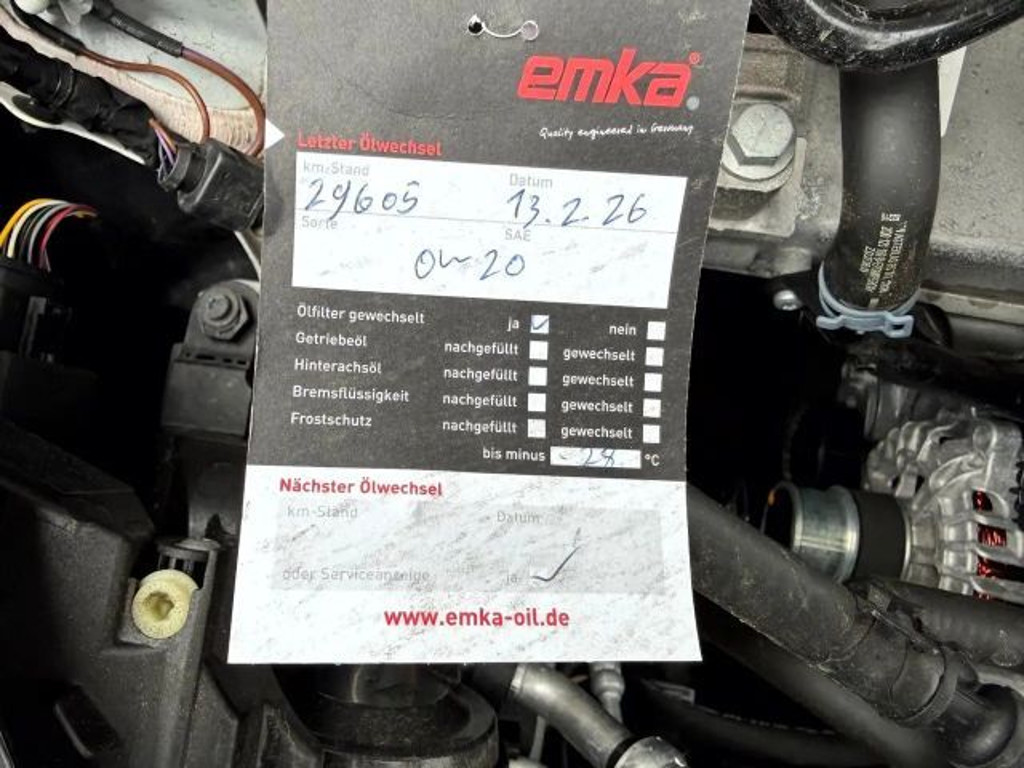 emka®
Quality engineered in Germany
Letzter Ölwechsel
km-Stand Datum
29605 13.2.26
Sorte SAE
0W 20
Ölfilter gewechselt ja nein
Getriebeöl nachgefüllt gewechselt
Hinterachsöl nachgefüllt gewechselt
Bremsflüssigkeit nachgefüllt gewechselt
Frostschutz nachgefüllt gewechselt
bis minus -28 °C
Nächster Ölwechsel
km-Stand Datum
oder Serviceanzeige ja
www.emka-oil.de